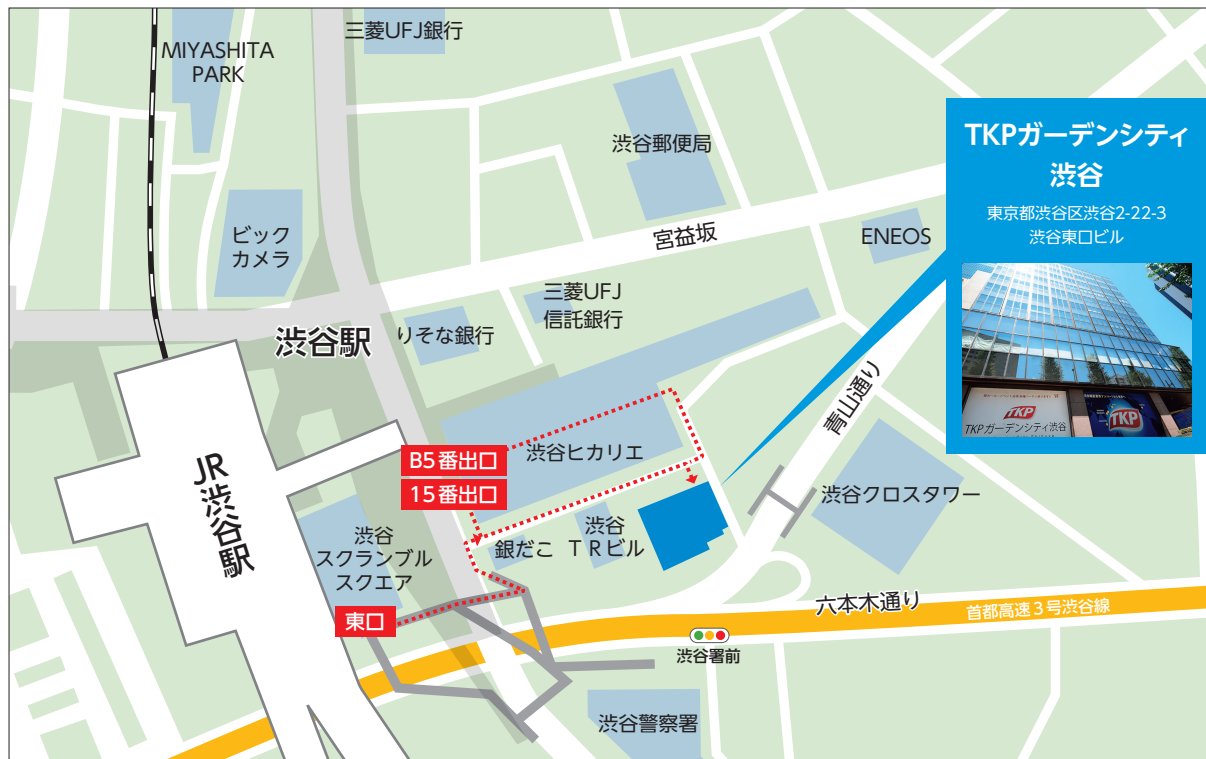 三菱UFJ銀行
MIYASHITA
PARK
渋谷郵便局
TKPガーデンシティ
渋谷
東京都渋谷区渋谷2-22-3
渋谷東口ビル
TKP
TKPガーデンシティ渋谷
TKP
ビック
カメラ
宮益坂
ENEOS
三菱UFJ
信託銀行
渋谷駅
りそな銀行
青山通り
B5番出口
渋谷ヒカリエ
15番出口
JR渋谷駅
渋谷クロスタワー
渋谷
スクランブル
スクエア
銀だこ
渋谷
TRビル
東口
六本木通り
首都高速3号渋谷線
渋谷署前
渋谷警察署